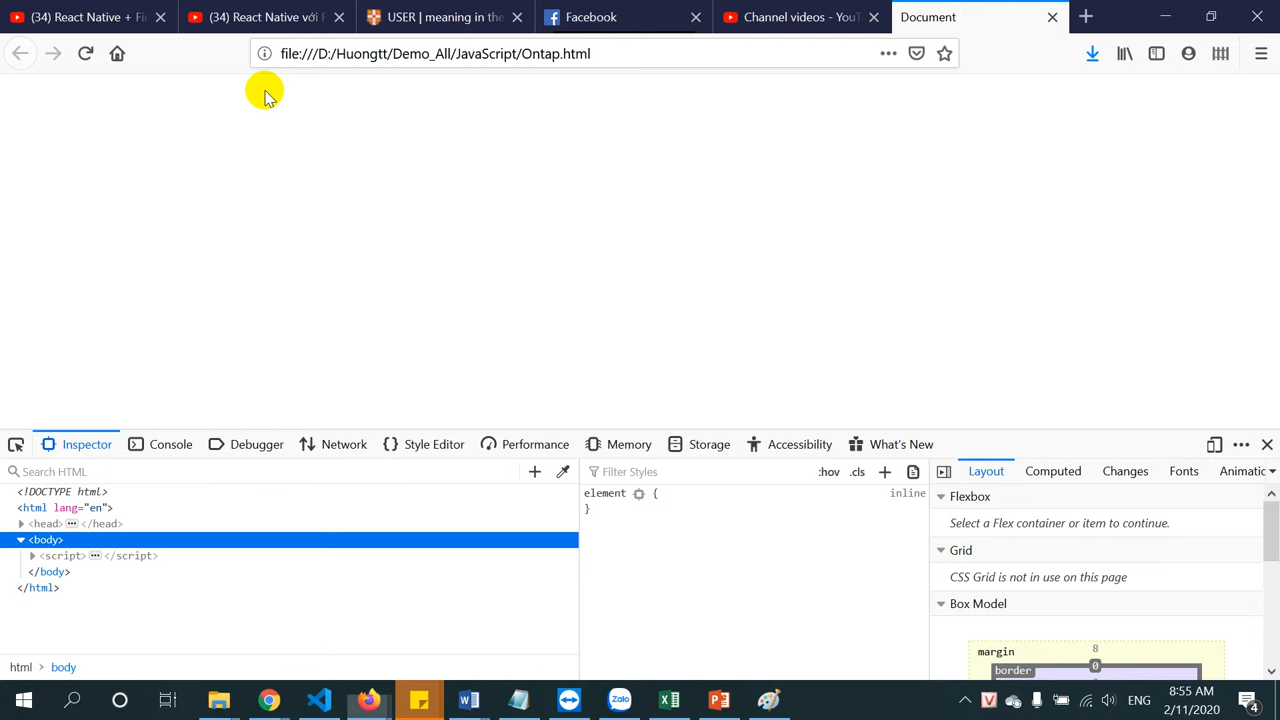 (34) React Native + Fi
(34) React Native với F
USER | meaning in the
Facebook
Channel videos - YouT
Document
file:///D:/Huongtt/Demo_All/JavaScript/Ontap.html
Inspector
Console
Debugger
Network
Style Editor
Performance
Memory
Storage
Accessibility
What's New
Search HTML
Filter Styles
:hov .cls
Layout
Computed
Changes
Fonts
Animatic
<!DOCTYPE html>
<html lang="en">
<head> ••• </head>
<body>
<script> ••• </script>
</body>
</html>
element {
inline
}
Flexbox
Select a Flex container or item to continue.
Grid
CSS Grid is not in use on this page
Box Model
margin
8
border
0
html > body
Zalo
ENG
8:55 AM
2/11/2020
4